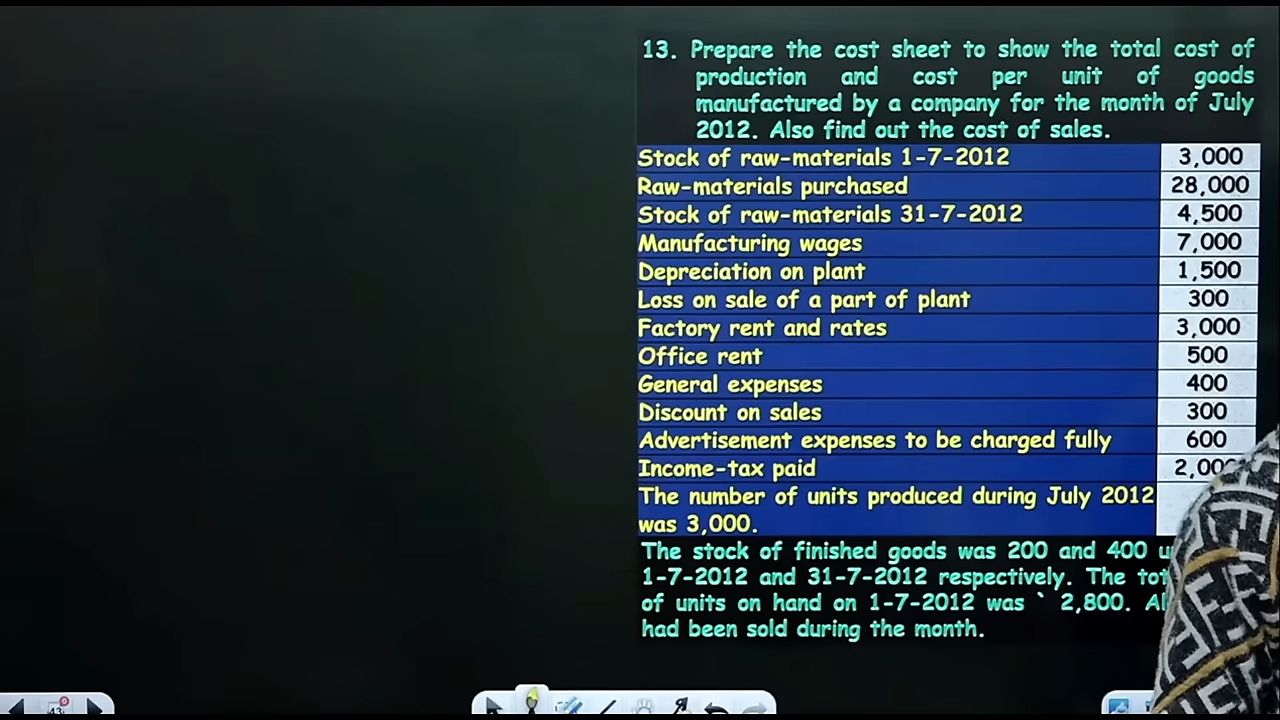 13. Prepare the cost sheet to show the total cost of
production and cost per unit of goods
manufactured by a company for the month of July
2012. Also find out the cost of sales.
Stock of raw-materials 1-7-2012 3,000
Raw-materials purchased 28,000
Stock of raw-materials 31-7-2012 4,500
Manufacturing wages 7,000
Depreciation on plant 1,500
Loss on sale of a part of plant 300
Factory rent and rates 3,000
Office rent 500
General expenses 400
Discount on sales 300
Advertisement expenses to be charged fully 600
Income-tax paid
The number of units produced during July 2012
was 3,000.
The stock of finished goods was 200 and 400
1-7-2012 and 31-7-2012 respectively. The
of units on hand on 1-7-2012 was ` 2,800.
had been sold during the month.
43